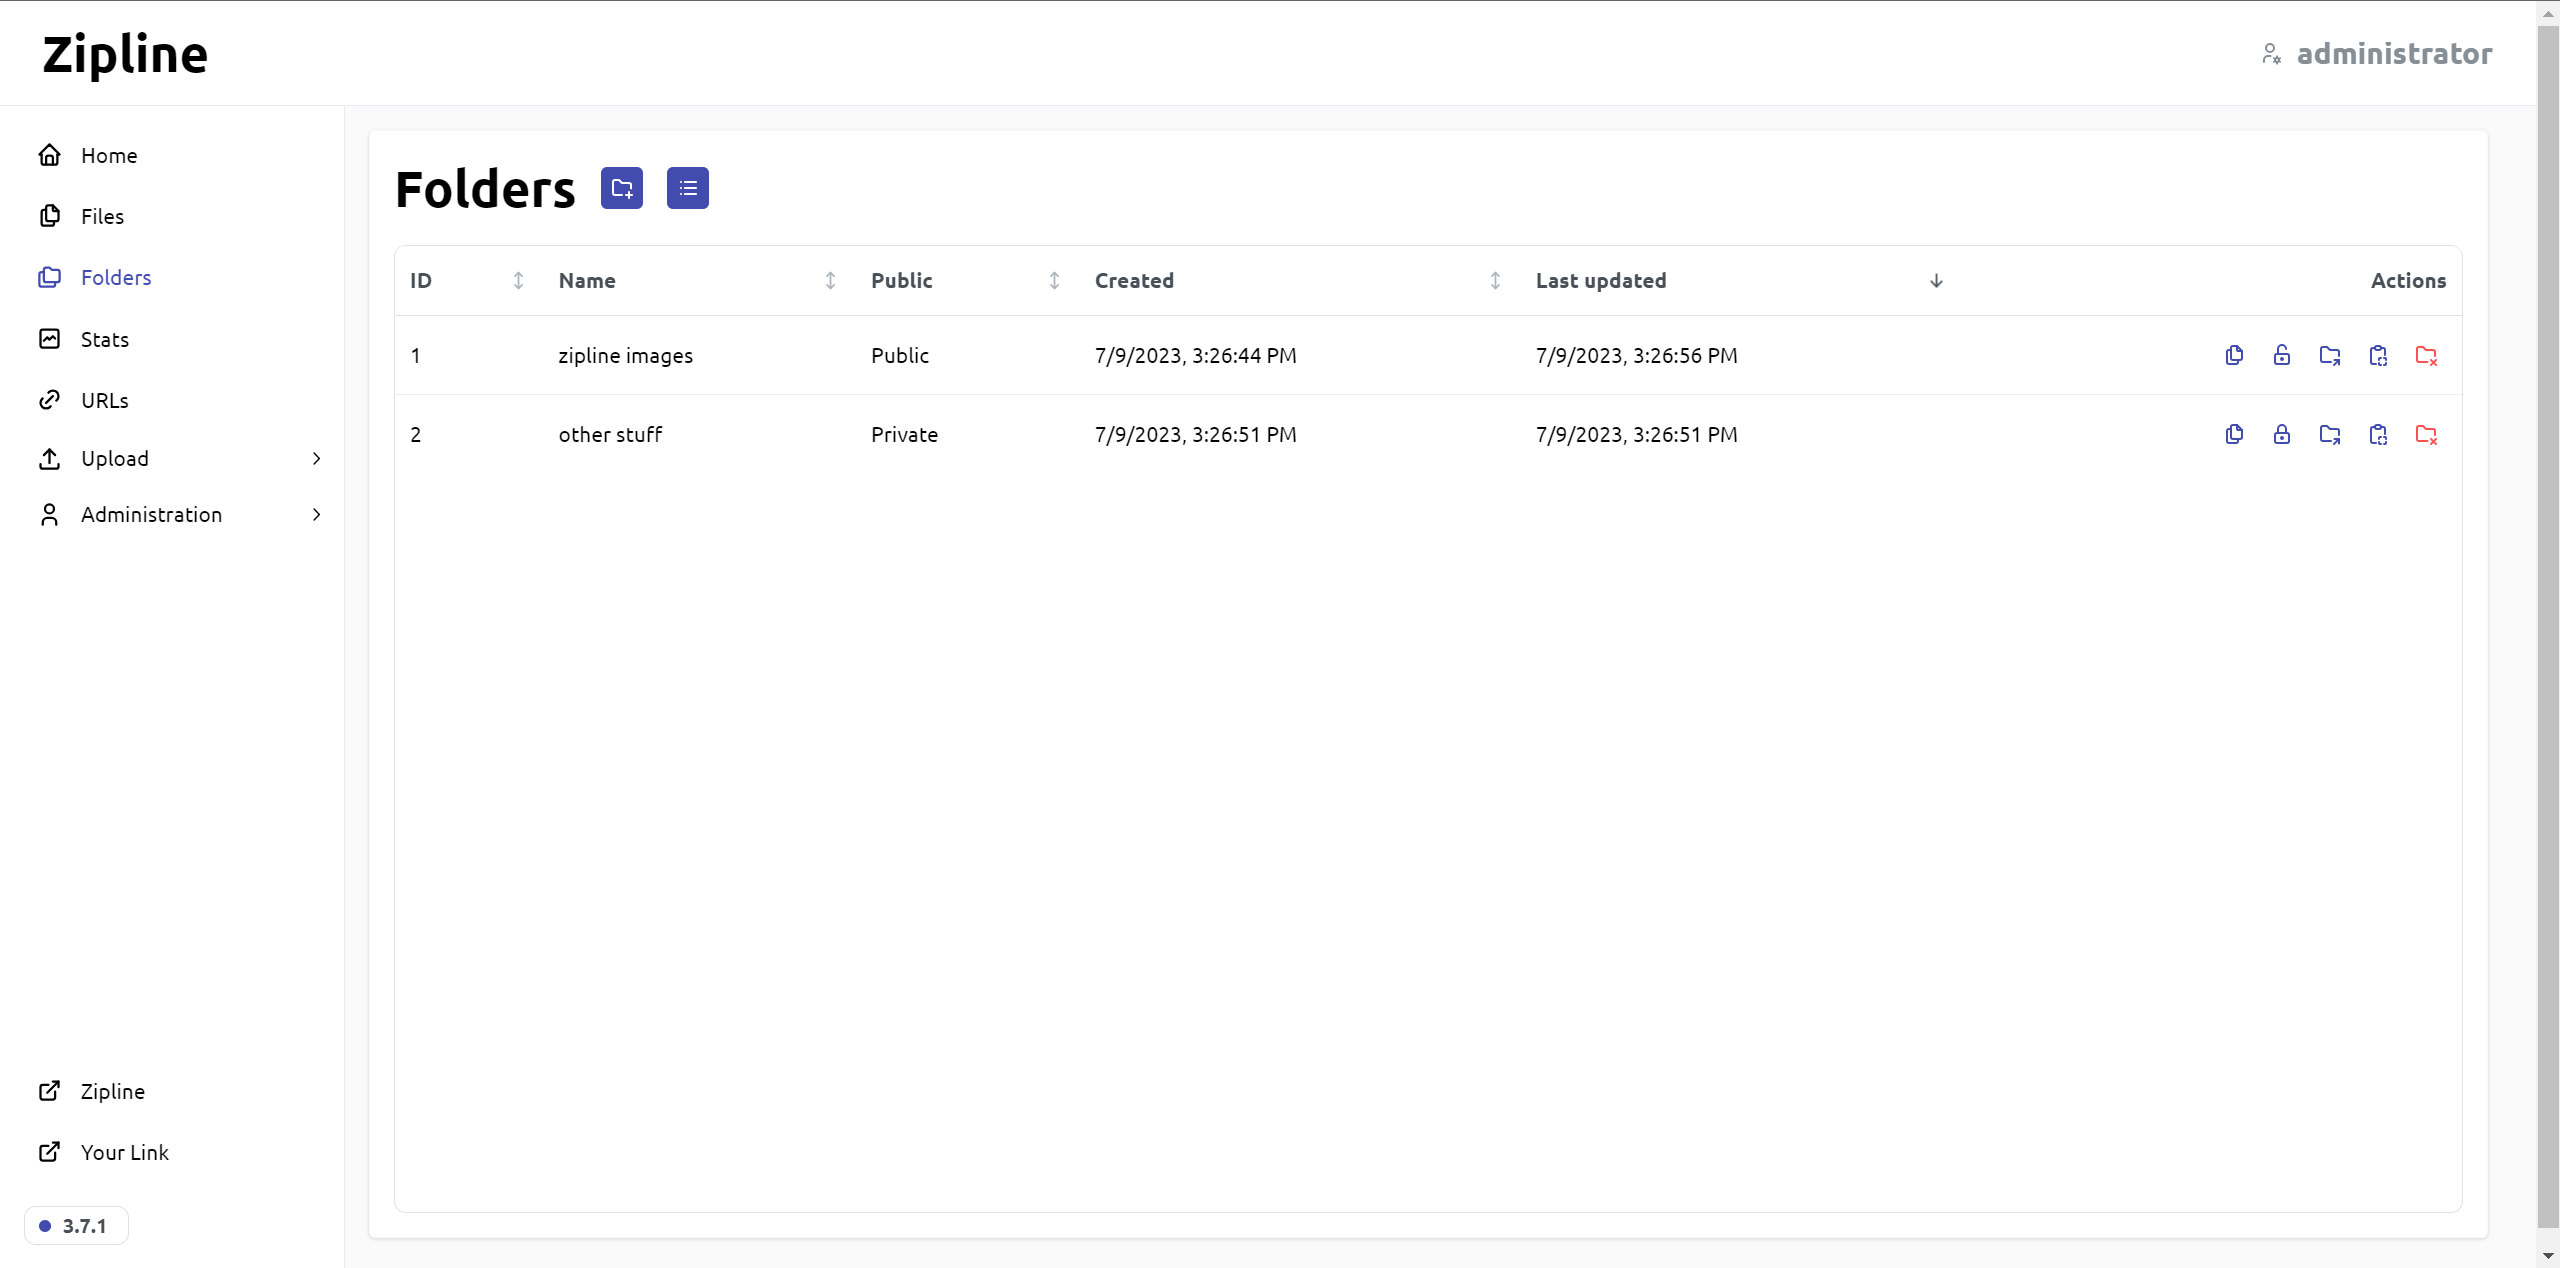 Zipline
administrator
Home
Files
Folders
Stats
URLs
Upload
Administration
Zipline
Your Link
3.7.1
Folders
ID Name Public Created Last updated Actions
1 zipline images Public 7/9/2023, 3:26:44 PM 7/9/2023, 3:26:56 PM
2 other stuff Private 7/9/2023, 3:26:51 PM 7/9/2023, 3:26:51 PM